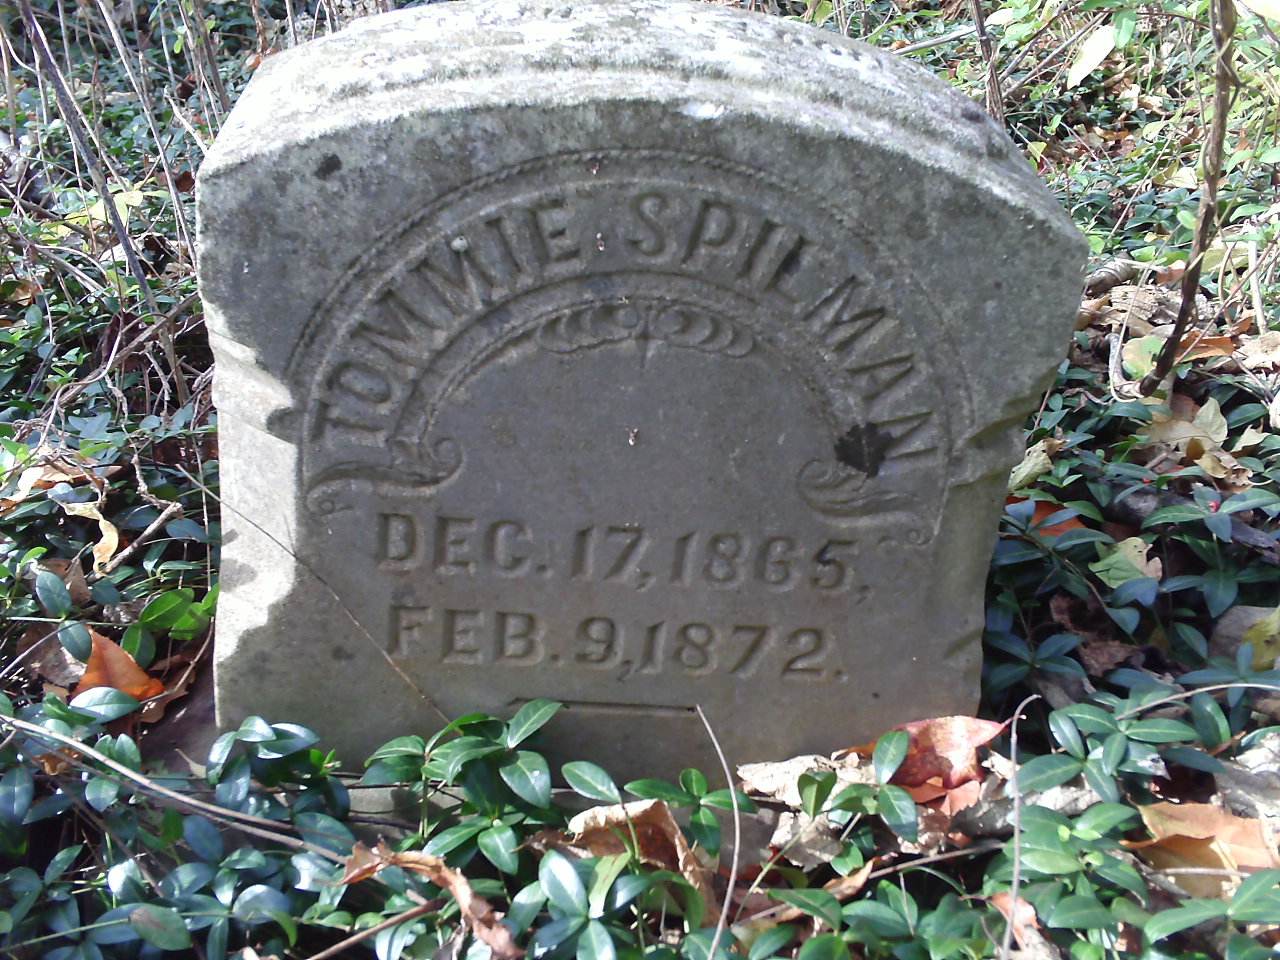 TOMMIE SPILMAN
DEC. 17, 1865,
FEB. 9, 1872.